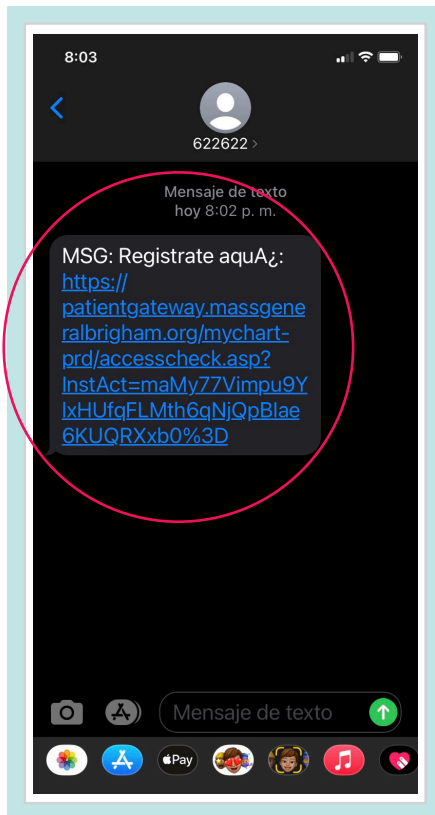 8:03
622622
Mensaje de texto
hoy 8:02 p. m.
MSG: Registrate aquA¿:
https://
patientgateway.massgene
ralbrigham.org/mychart-
prd/accesscheck.asp?
InstAct=maMy77Vimpu9Y
IxHUfqFLMth6qNjQpBIae
6KUQRXxb0%3D
Mensaje de texto
Pay